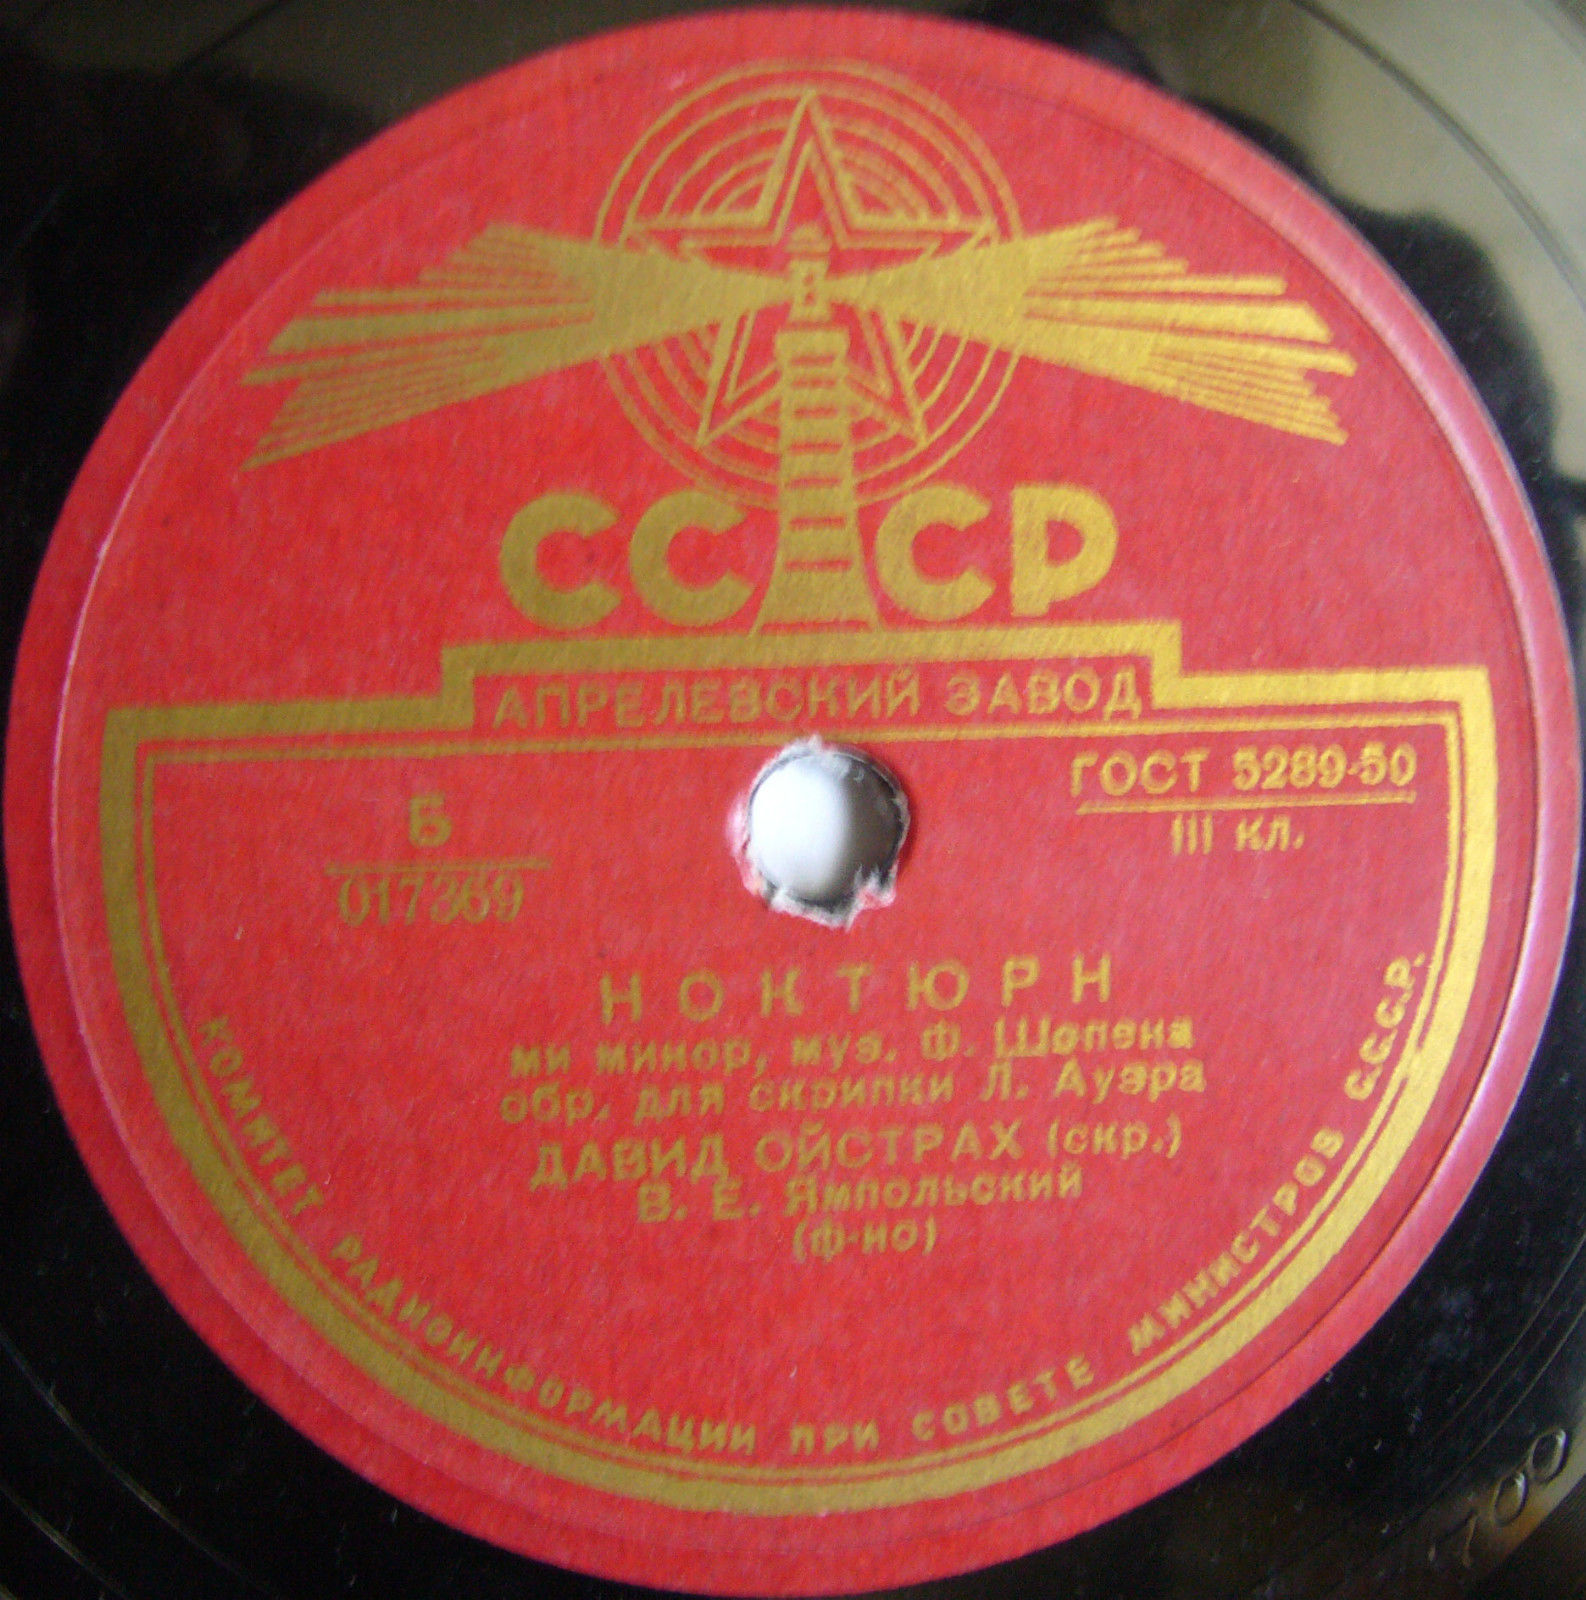 СССР
АПРЕЛЕВСКИЙ ЗАВОД
ГОСТ 5289-50
III кл.
Б
017369
НОКТЮРН
ми минор, муз. Ф. Шопена
обр. для скрипки Л. Ауэра
ДАВИД ОЙСТРАХ (скр.)
В. Е. Ямпольский
(ф-но)
КОМИТЕТ РАДИОИНФОРМАЦИИ ПРИ СОВЕТЕ МИНИСТРОВ С.С.С.Р.
700